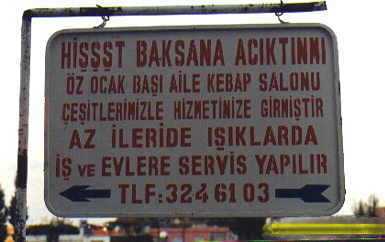 HİŞŞŞT BAKSANA ACIKTINMI
ÖZ OCAK BAŞI AİLE KEBAP SALONU
ÇEŞİTLERİMİZLE HİZMETİNİZE GİRMİŞTİR
AZ İLERİDE IŞIKLARDA
İŞ VE EVLERE SERVİS YAPILIR
TLF:324 61 03